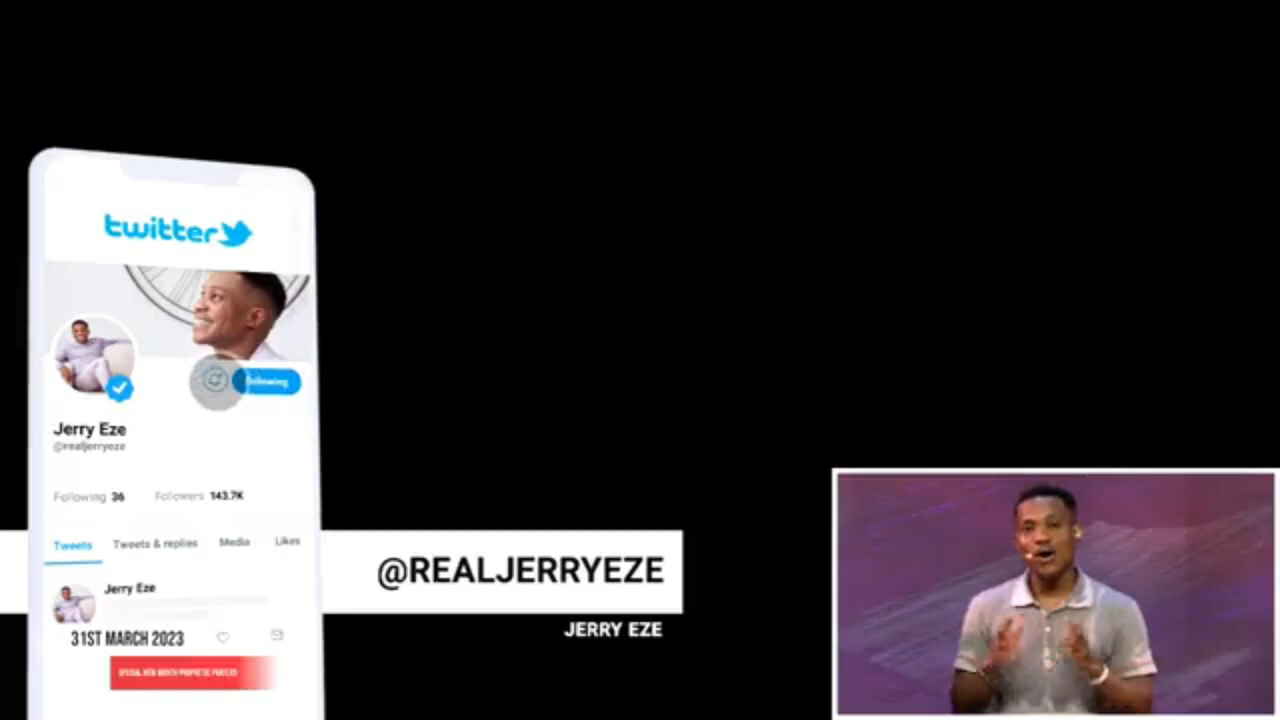 twitter
Following
Jerry Eze
@realjerryeze
Following 36 Followers 143.7K
Tweets Tweets & replies Media Likes
@REALJERRYEZE
Jerry Eze
JERRY EZE
31ST MARCH 2023
SPECIAL NEW MONTH PROPHETIC PRAYERS